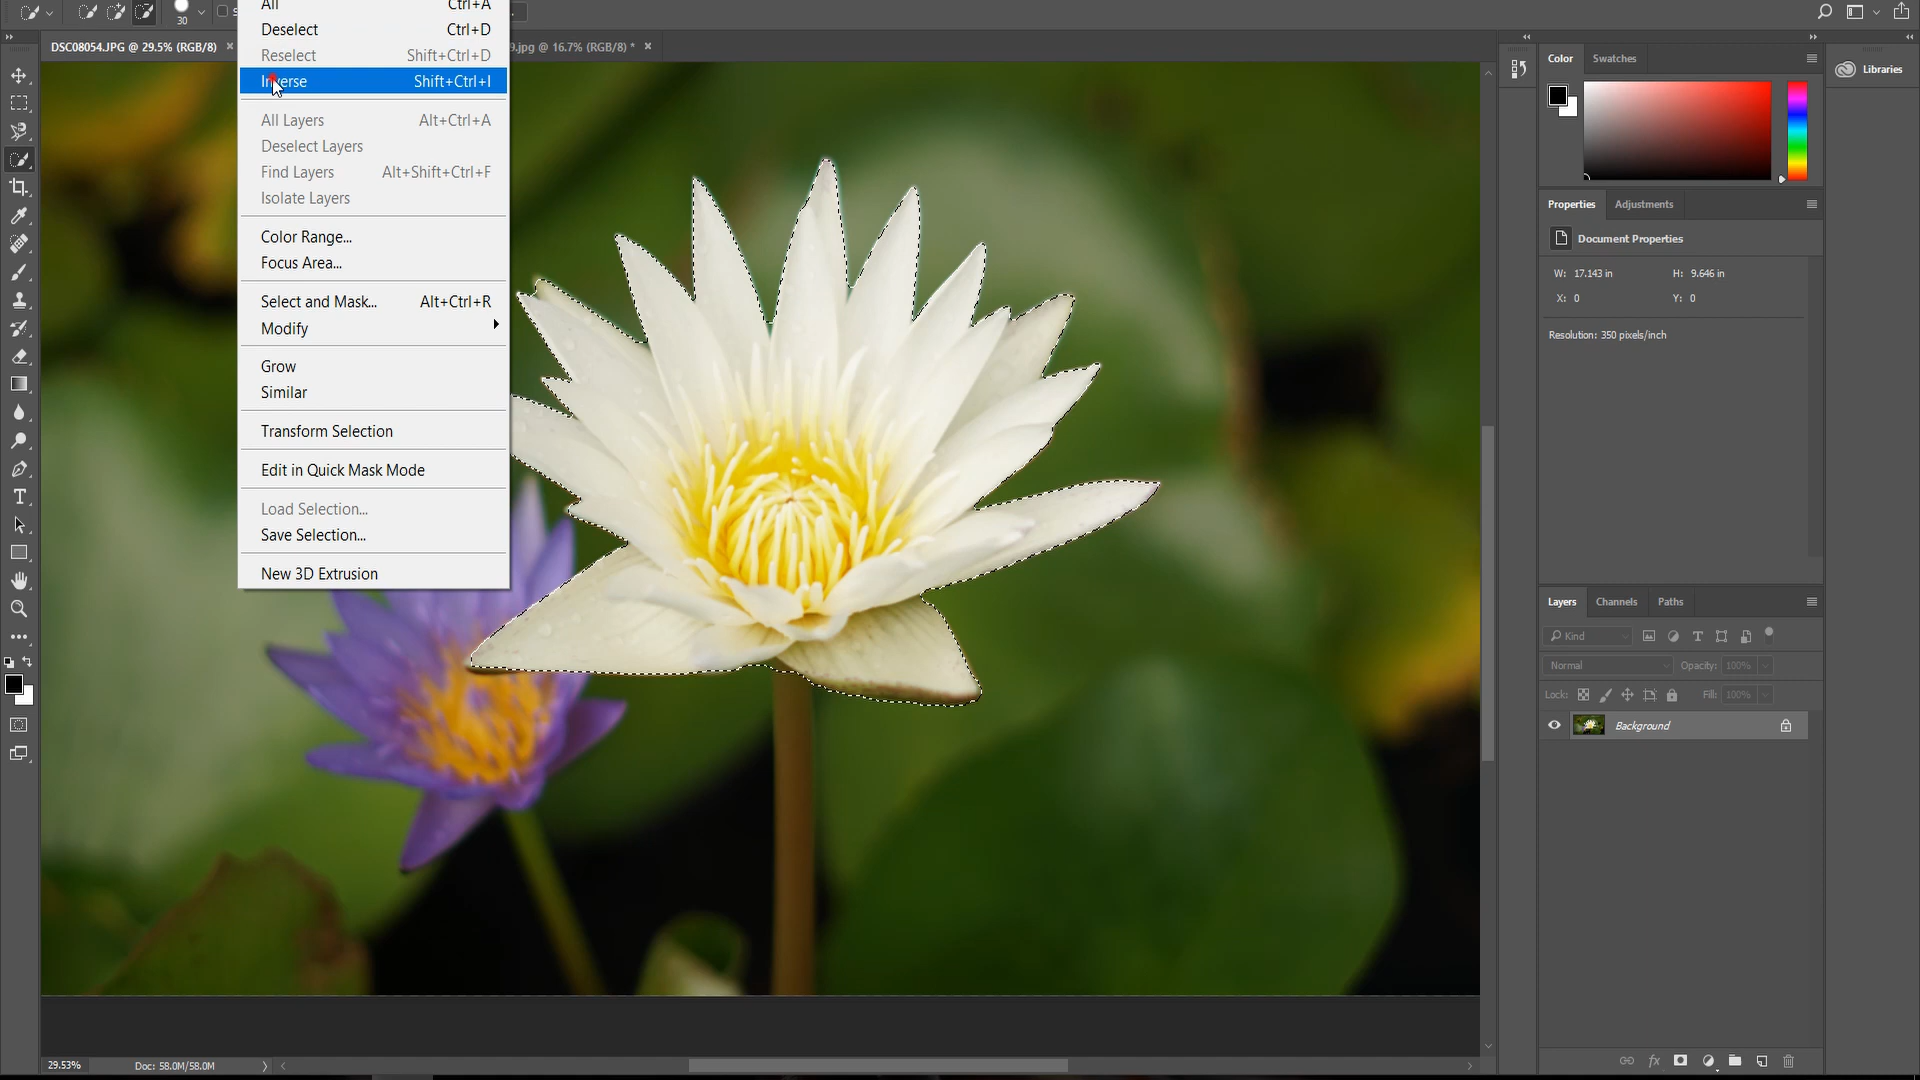 30
All Ctrl+A
Deselect Ctrl+D
Reselect Shift+Ctrl+D
Inverse Shift+Ctrl+I
All Layers Alt+Ctrl+A
Deselect Layers
Find Layers Alt+Shift+Ctrl+F
Isolate Layers
Color Range...
Focus Area...
Select and Mask... Alt+Ctrl+R
Modify
Grow
Similar
Transform Selection
Edit in Quick Mask Mode
Load Selection...
Save Selection...
New 3D Extrusion
DSC08054.JPG @ 29.5% (RGB/8) ×
9.jpg @ 16.7% (RGB/8) * ×
Color Swatches
Libraries
Properties Adjustments
Document Properties
W: 17.143 in H: 9.646 in
X: 0 Y: 0
Resolution: 350 pixels/inch
Layers Channels Paths
Kind
Normal Opacity: 100%
Lock: Fill: 100%
Background
29.53% Doc: 58.0M/58.0M